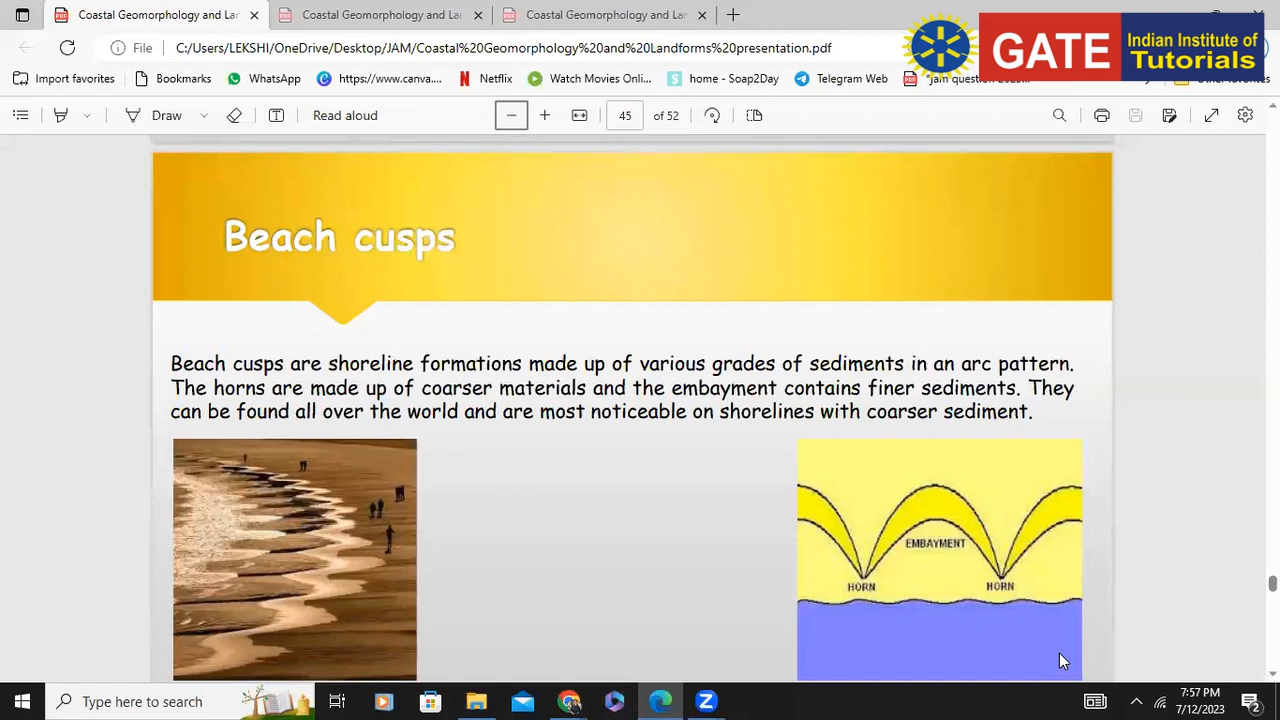 Coastal Geomorphology and Lan
Coastal Geomorphology and La
Coastal Geomorphology and La
File C:/Users/LEKSHI/OneDrive/Desktop/JAM/Coastal%20Geomorphology%20and%20Landforms%20presentation.pdf
GATE Indian Institute of Tutorials
Import favorites Bookmarks WhatsApp https://www.canva.... Netflix Watch Movies Onli... home - Soap2Day Telegram Web
Draw Read aloud 45 of 52
Beach cusps
Beach cusps are shoreline formations made up of various grades of sediments in an arc pattern.
The horns are made up of coarser materials and the embayment contains finer sediments. They
can be found all over the world and are most noticeable on shorelines with coarser sediment.
EMBAYMENT
HORN HORN
Type here to search
7:57 PM
7/12/2023
2